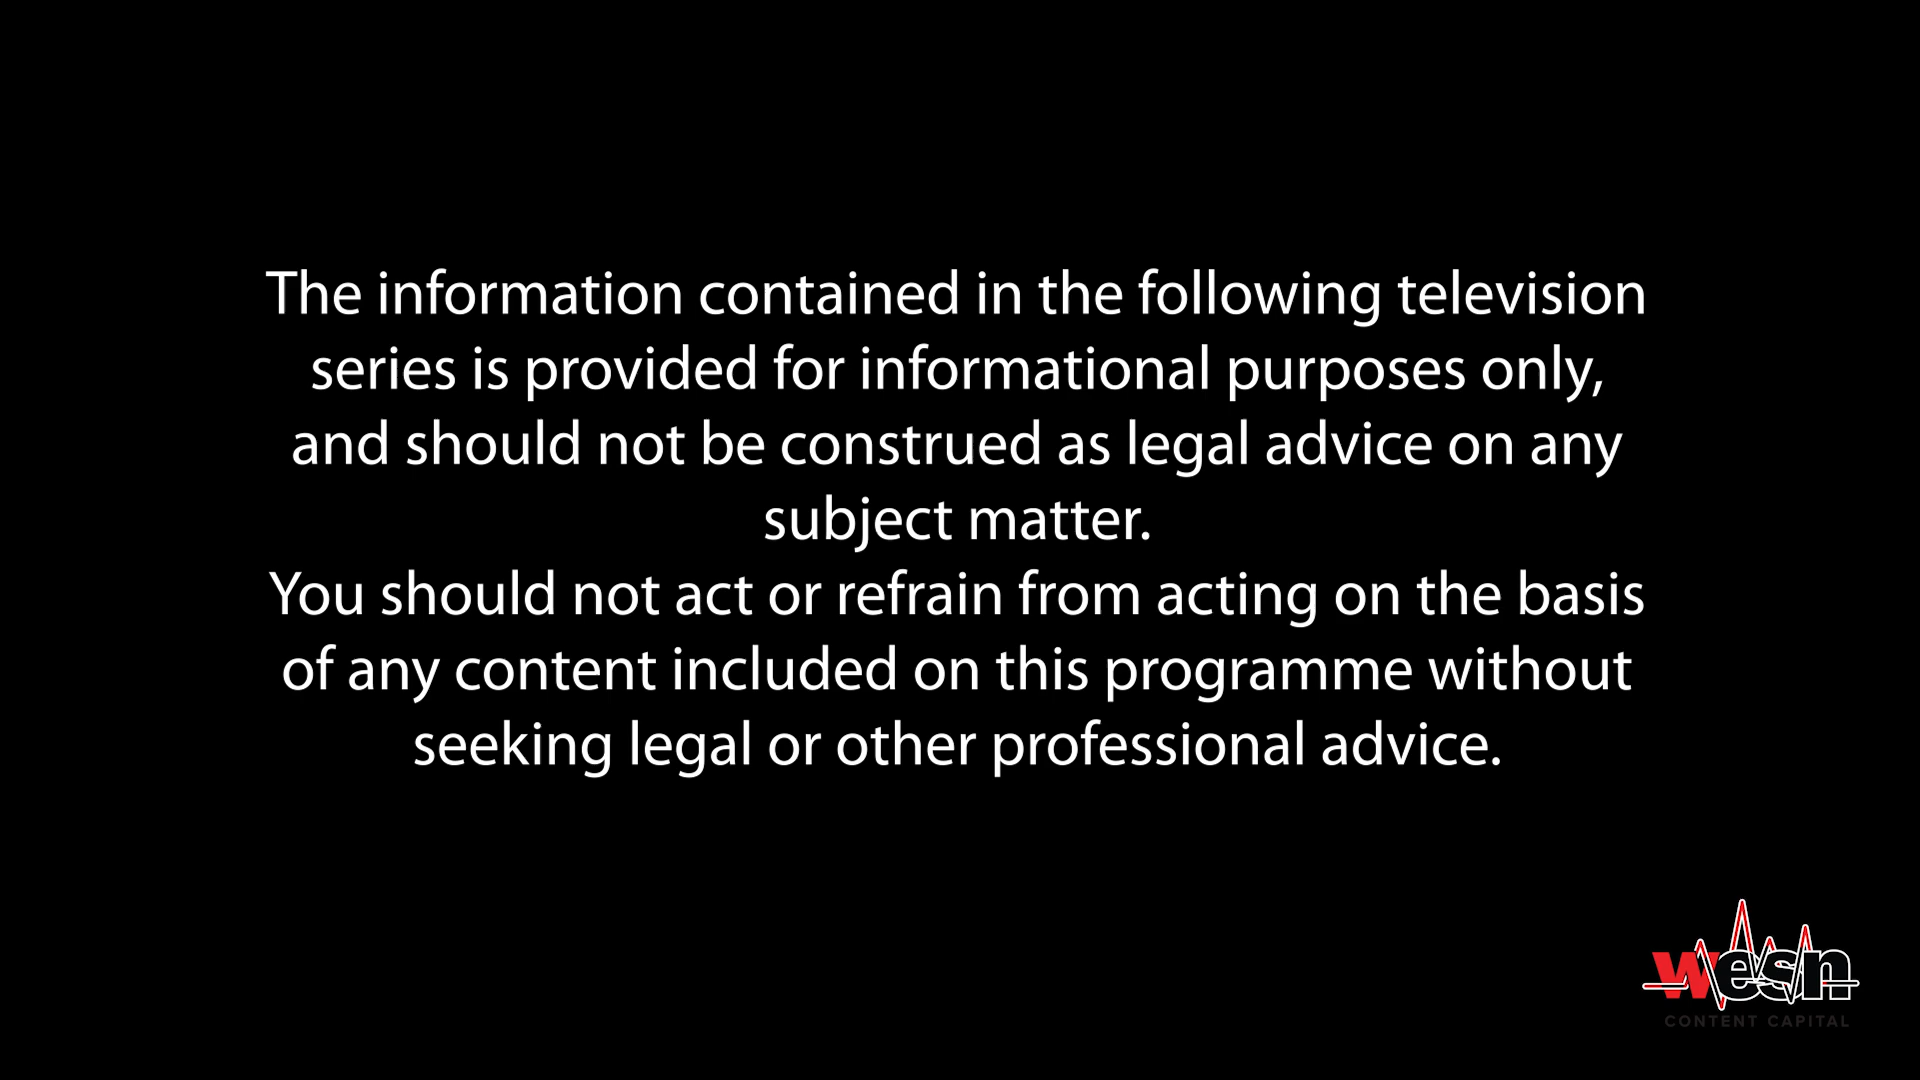 The information contained in the following television
series is provided for informational purposes only,
and should not be construed as legal advice on any
subject matter.
You should not act or refrain from acting on the basis
of any content included on this programme without
seeking legal or other professional advice.
wesn
CONTENT CAPITAL